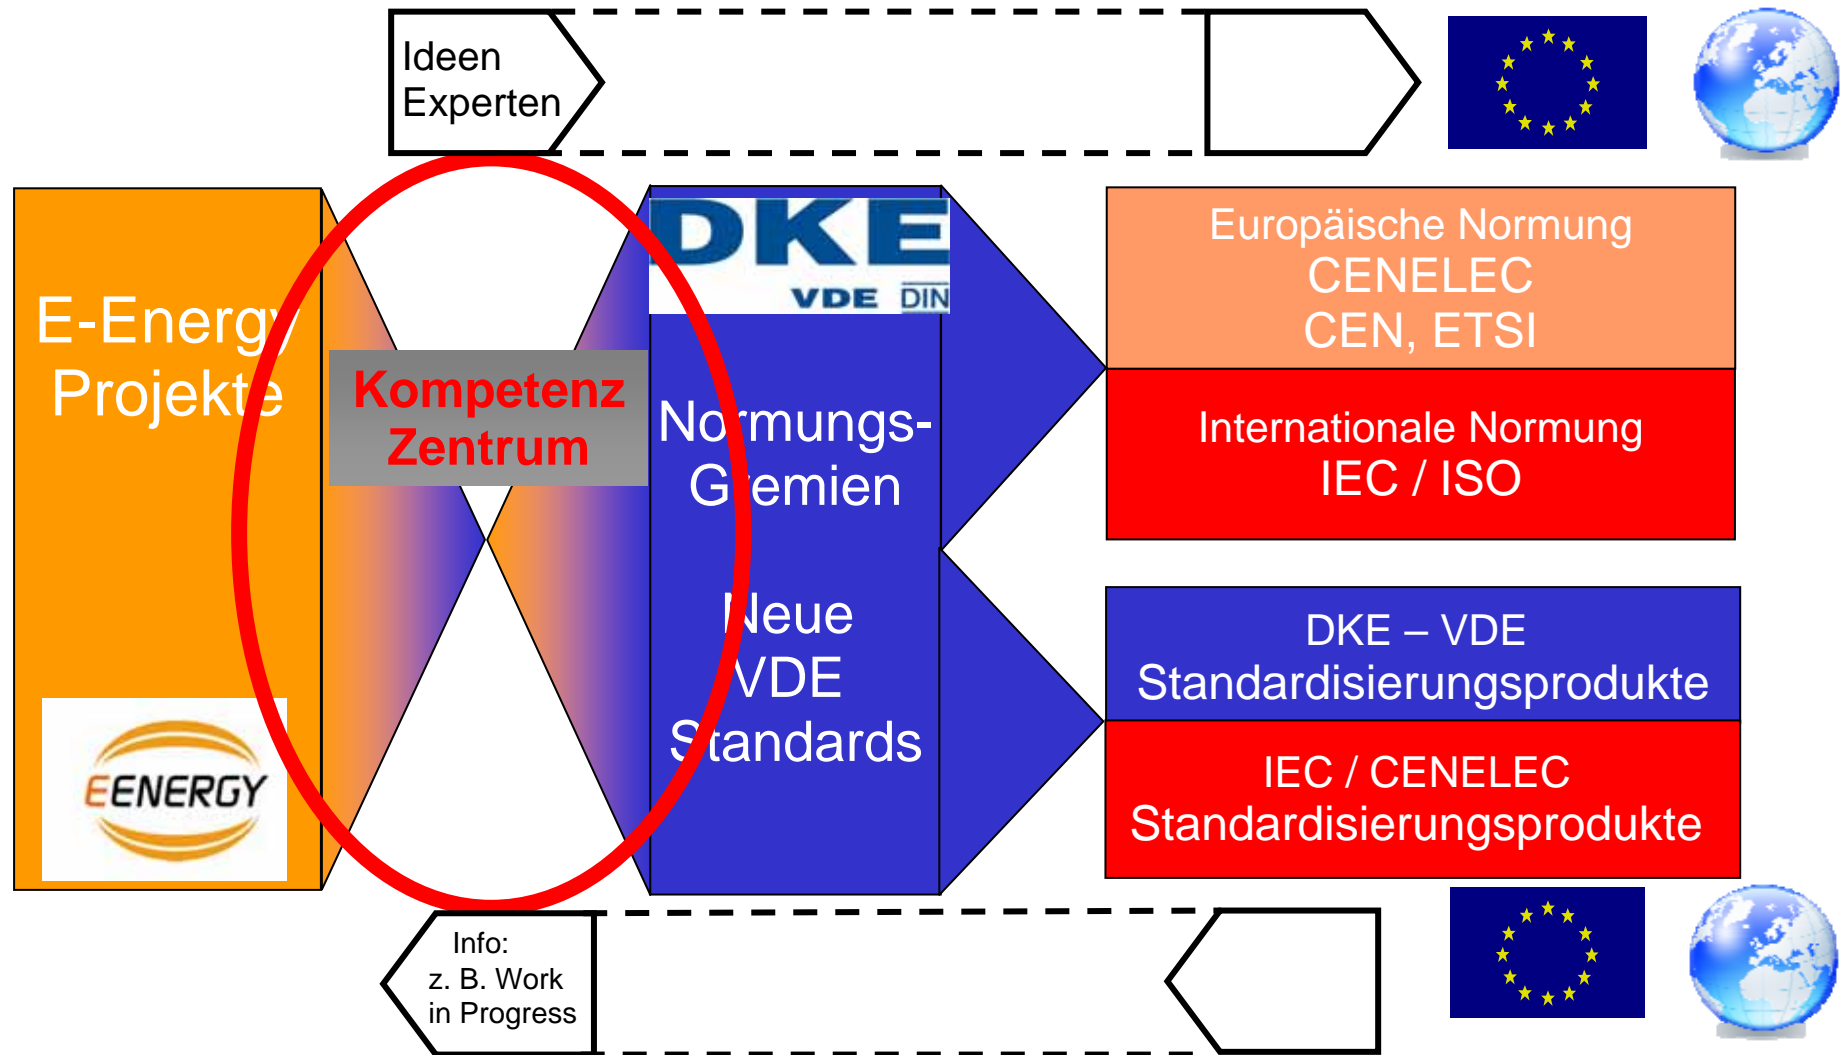 Ideen
Experten
E-Energy
Projekte
EENERGY
Kompetenz
Zentrum
DKE
VDE DIN
Normungs-
Gremien
Neue
VDE
Standards
Europäische Normung
CENELEC
CEN, ETSI
Internationale Normung
IEC / ISO
DKE – VDE
Standardisierungsprodukte
IEC / CENELEC
Standardisierungsprodukte
Info:
z. B. Work
in Progress